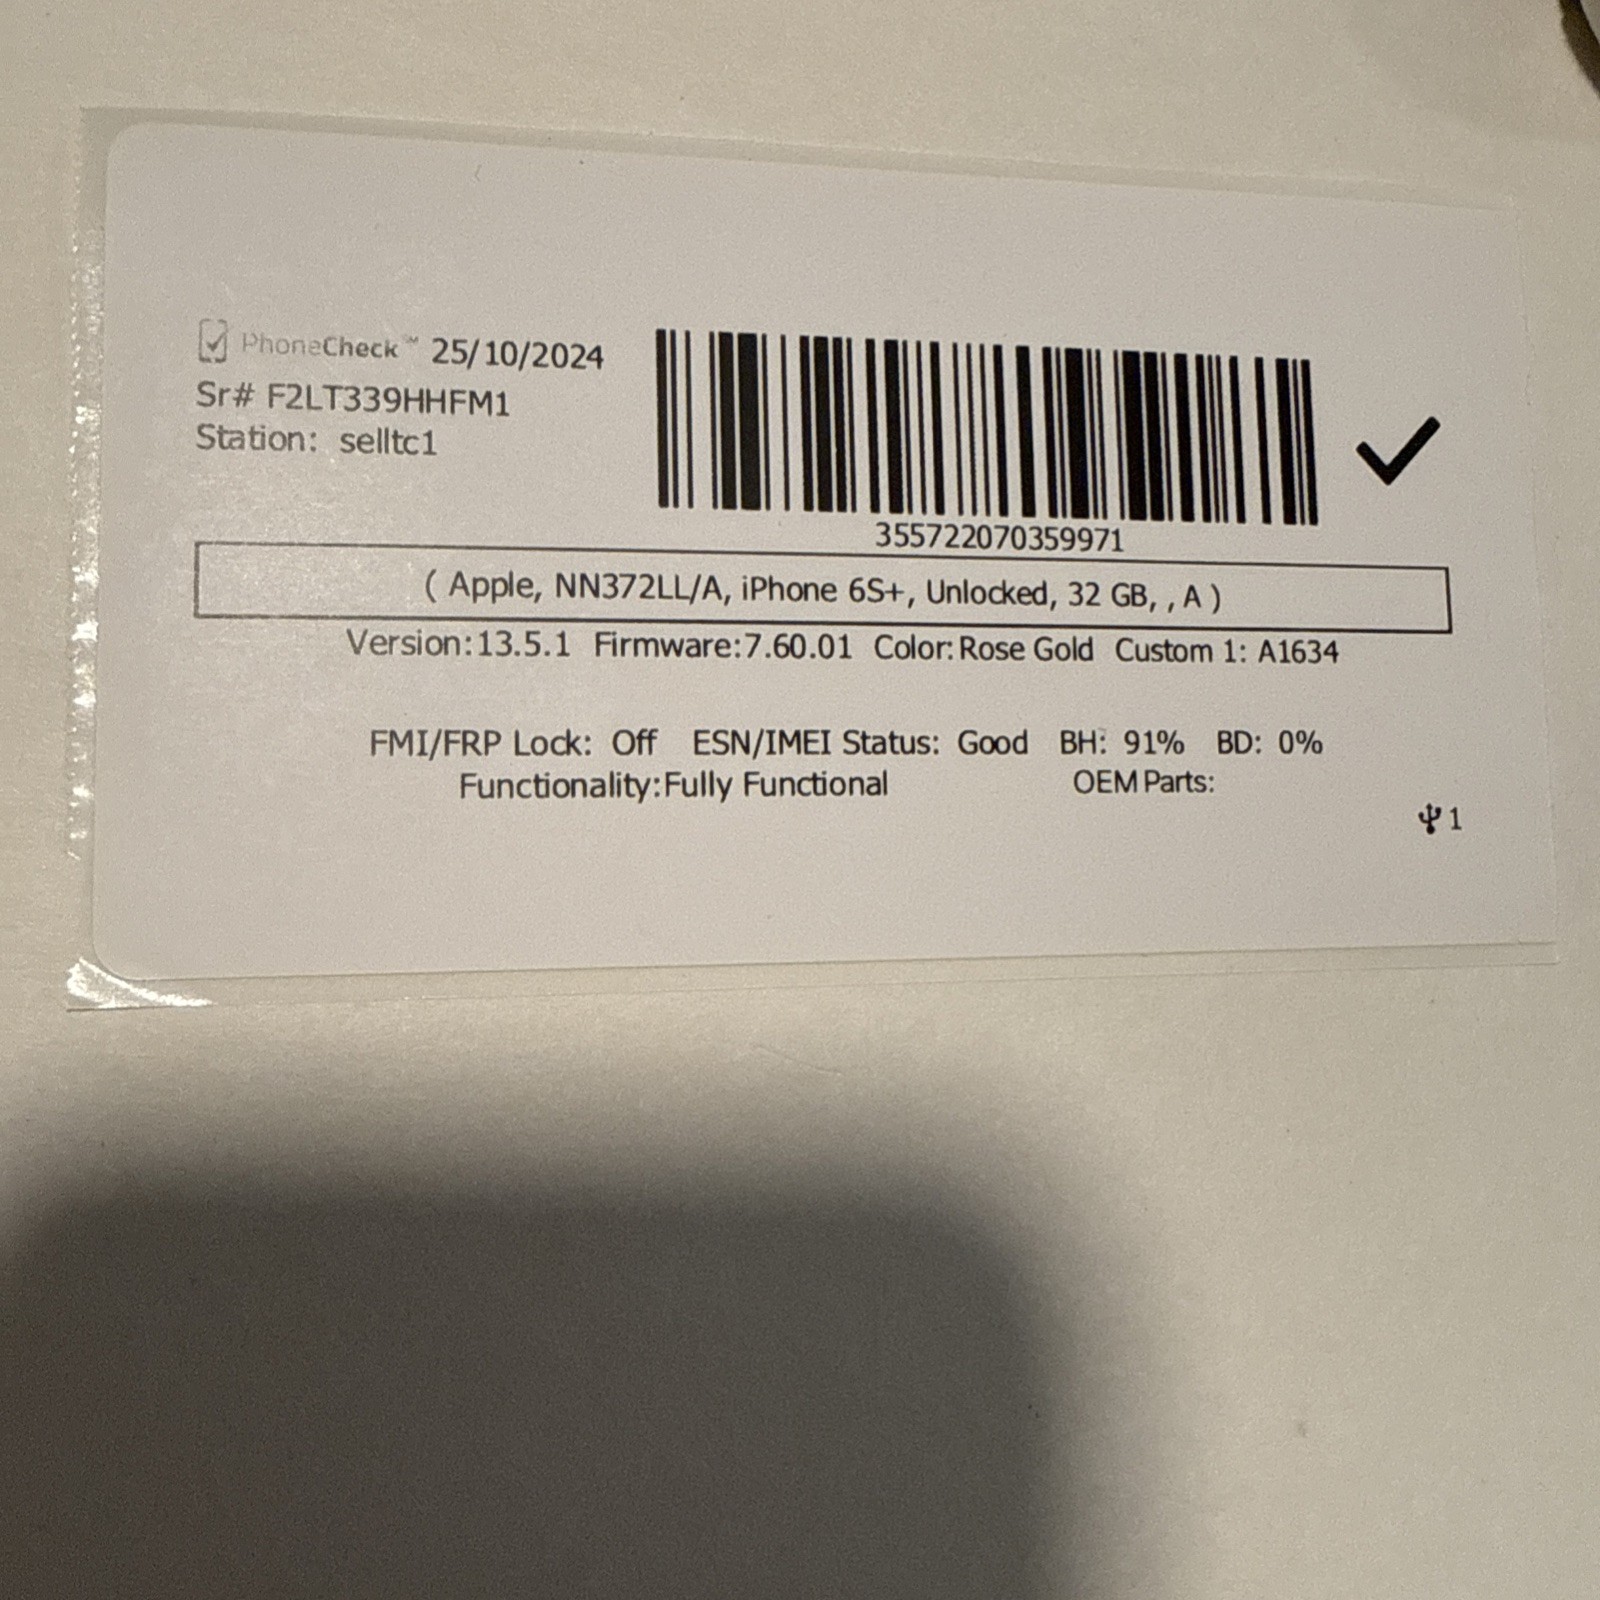 PhoneCheck™ 25/10/2024
Sr# F2LT339HHFM1
Station: selltc1
355722070359971
( Apple, NN372LL/A, iPhone 6S+, Unlocked, 32 GB, , A )
Version:13.5.1 Firmware:7.60.01 Color:Rose Gold Custom 1: A1634
FMI/FRP Lock: Off ESN/IMEI Status: Good BH: 91% BD: 0%
Functionality:Fully Functional OEM Parts:
1